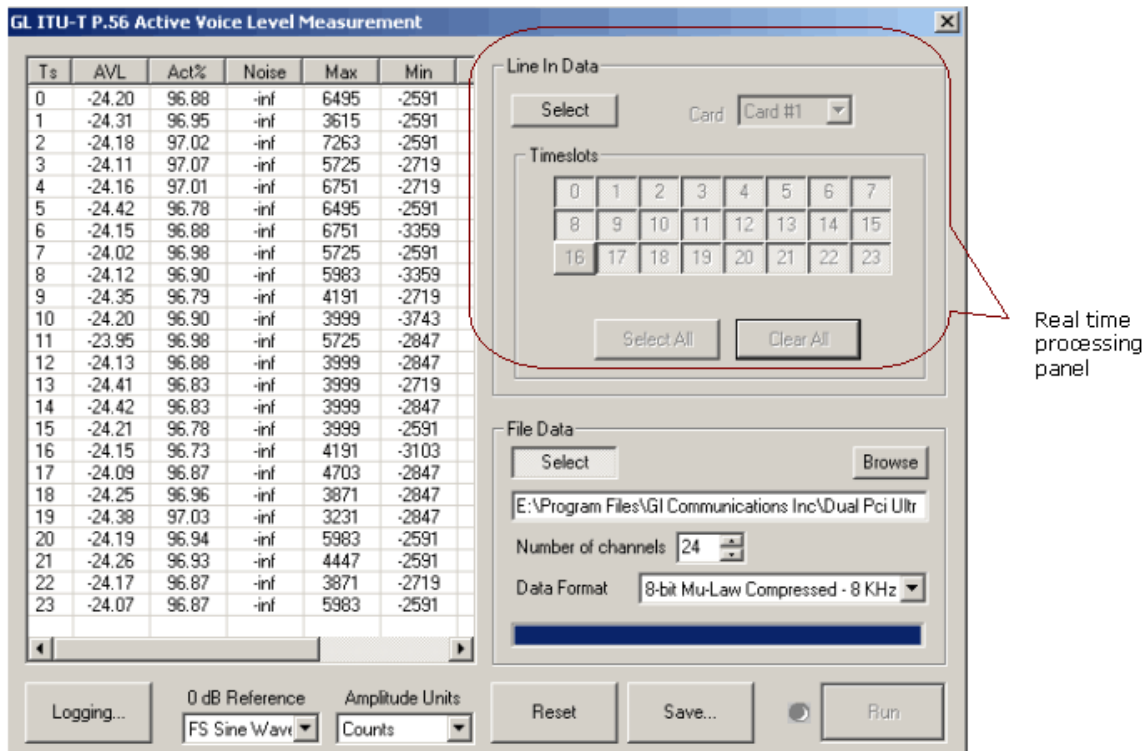 GL ITU-T P.56 Active Voice Level Measurement
Ts AVL Act% Noise Max Min
0 -24.20 96.88 -inf 6495 -2591
1 -24.31 96.95 -inf 3615 -2591
2 -24.18 97.02 -inf 7263 -2591
3 -24.11 97.07 -inf 5725 -2719
4 -24.16 97.01 -inf 6751 -2719
5 -24.42 96.78 -inf 6495 -2591
6 -24.15 96.88 -inf 6751 -3359
7 -24.02 96.98 -inf 5725 -2591
8 -24.12 96.90 -inf 5983 -3359
9 -24.35 96.79 -inf 4191 -2719
10 -24.20 96.90 -inf 3999 -3743
11 -23.95 96.98 -inf 5725 -2847
12 -24.13 96.88 -inf 3999 -2847
13 -24.41 96.83 -inf 3999 -2719
14 -24.42 96.83 -inf 3999 -2847
15 -24.21 96.78 -inf 3999 -2591
16 -24.15 96.73 -inf 4191 -3103
17 -24.09 96.87 -inf 4703 -2847
18 -24.25 96.96 -inf 3871 -2847
19 -24.38 97.03 -inf 3231 -2847
20 -24.19 96.94 -inf 5983 -2591
21 -24.26 96.93 -inf 4447 -2591
22 -24.17 96.87 -inf 3871 -2719
23 -24.07 96.87 -inf 5983 -2591
Line In Data
Select Card Card #1
Timeslots
0 1 2 3 4 5 6 7
8 9 10 11 12 13 14 15
16 17 18 19 20 21 22 23
Select All Clear All
Real time
processing
panel
File Data
Select Browse
E:\Program Files\Gl Communications Inc\Dual Pci Ultr
Number of channels 24
Data Format 8-bit Mu-Law Compressed - 8 KHz
Logging...
0 dB Reference
FS Sine Wave
Amplitude Units
Counts
Reset Save... Run